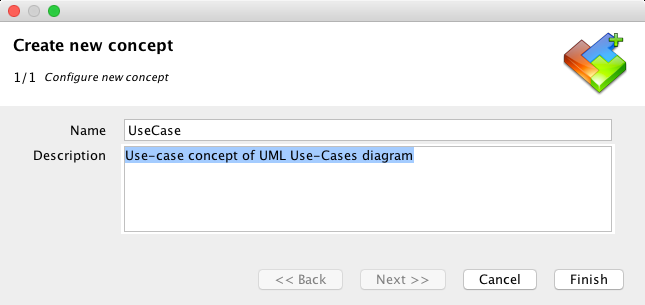 Create new concept
1/1 Configure new concept
Name UseCase
Description Use-case concept of UML Use-Cases diagram
<< Back Next >> Cancel Finish